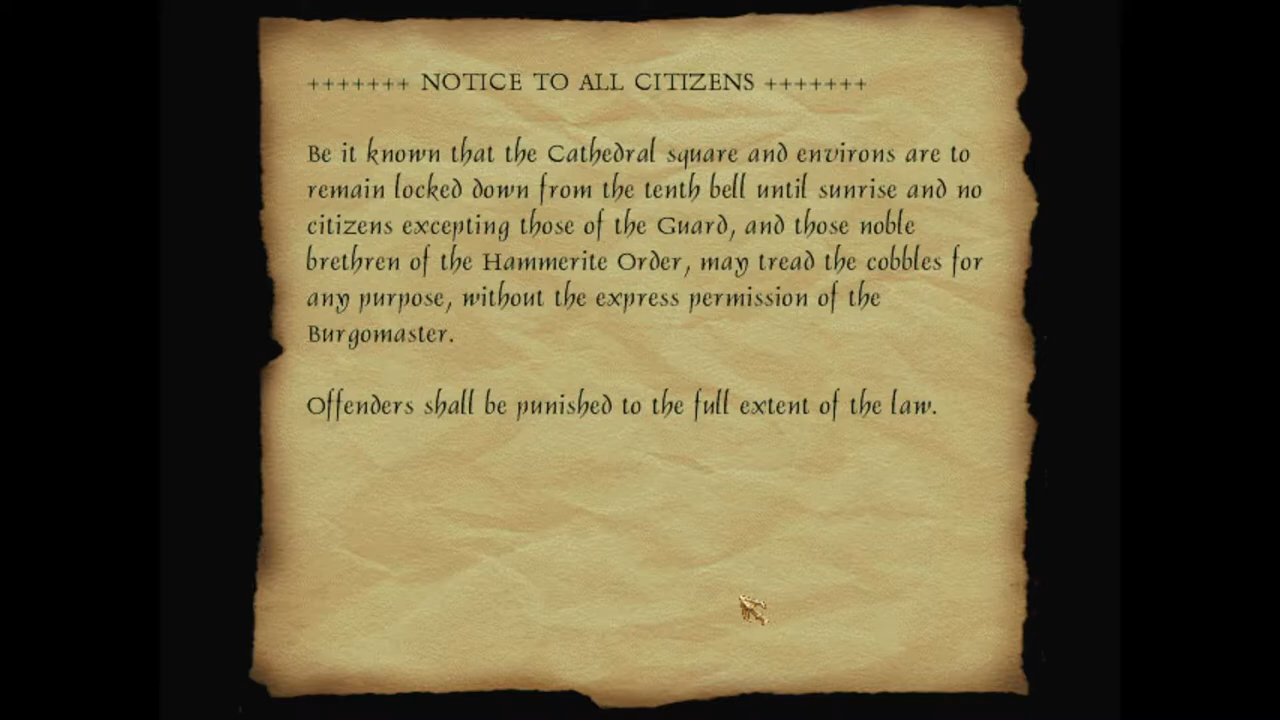 +++++++ NOTICE TO ALL CITIZENS +++++++
Be it known that the Cathedral square and environs are to
remain locked down from the tenth bell until sunrise and no
citizens excepting those of the Guard, and those noble
brethren of the Hammerite Order, may tread the cobbles for
any purpose, without the express permission of the
Burgomaster.
Offenders shall be punished to the full extent of the law.